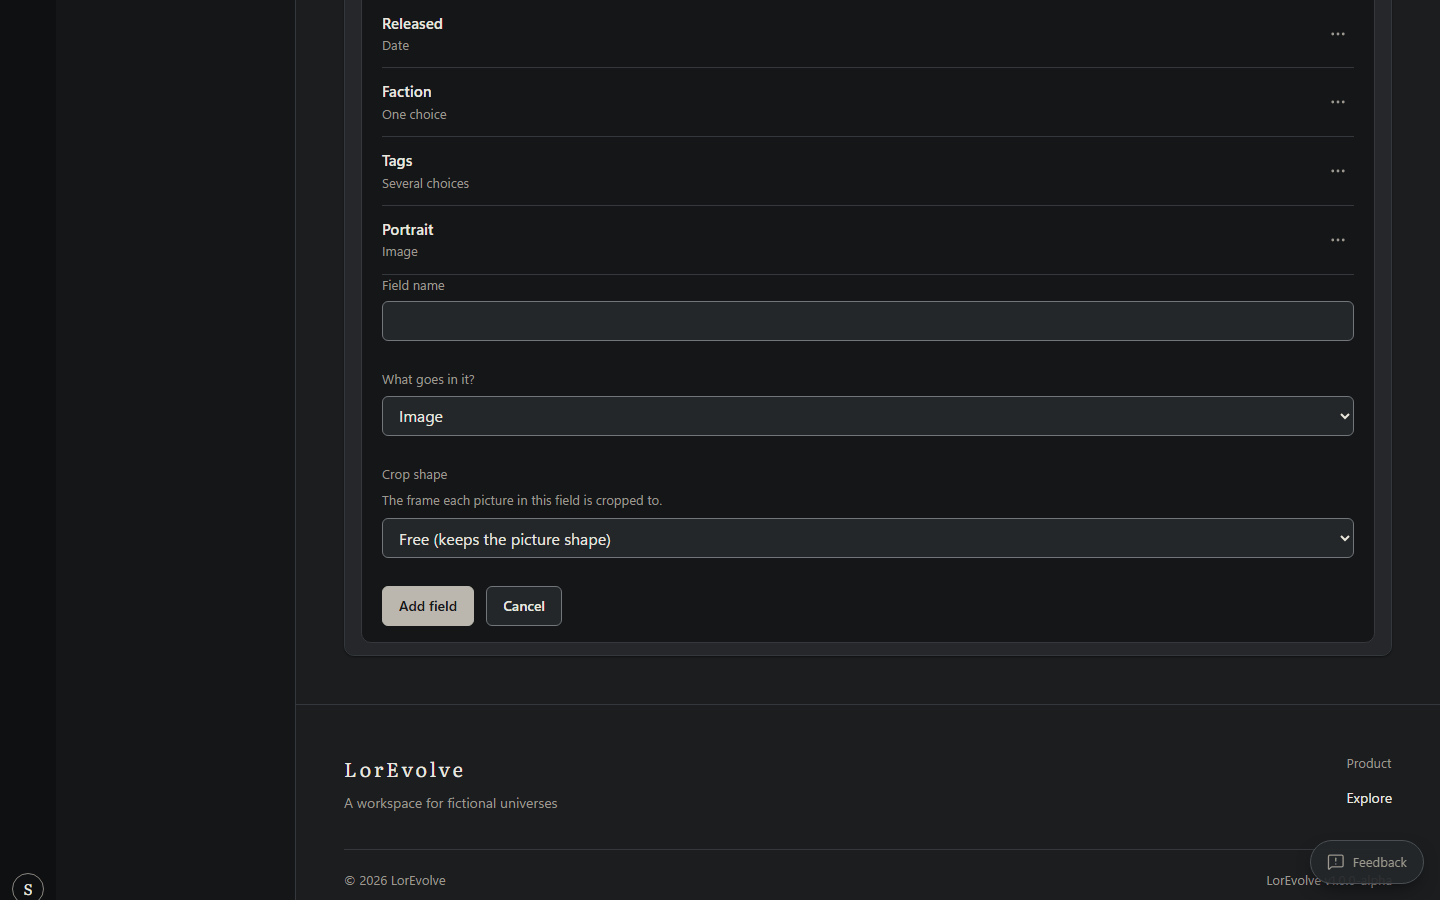 Released
Date
Faction
One choice
Tags
Several choices
Portrait
Image
Field name
What goes in it?
Image
Crop shape
The frame each picture in this field is cropped to.
Free (keeps the picture shape)
Add field
Cancel
LorEvolve
A workspace for fictional universes
Product
Explore
Feedback
© 2026 LorEvolve
LorEvolve
S